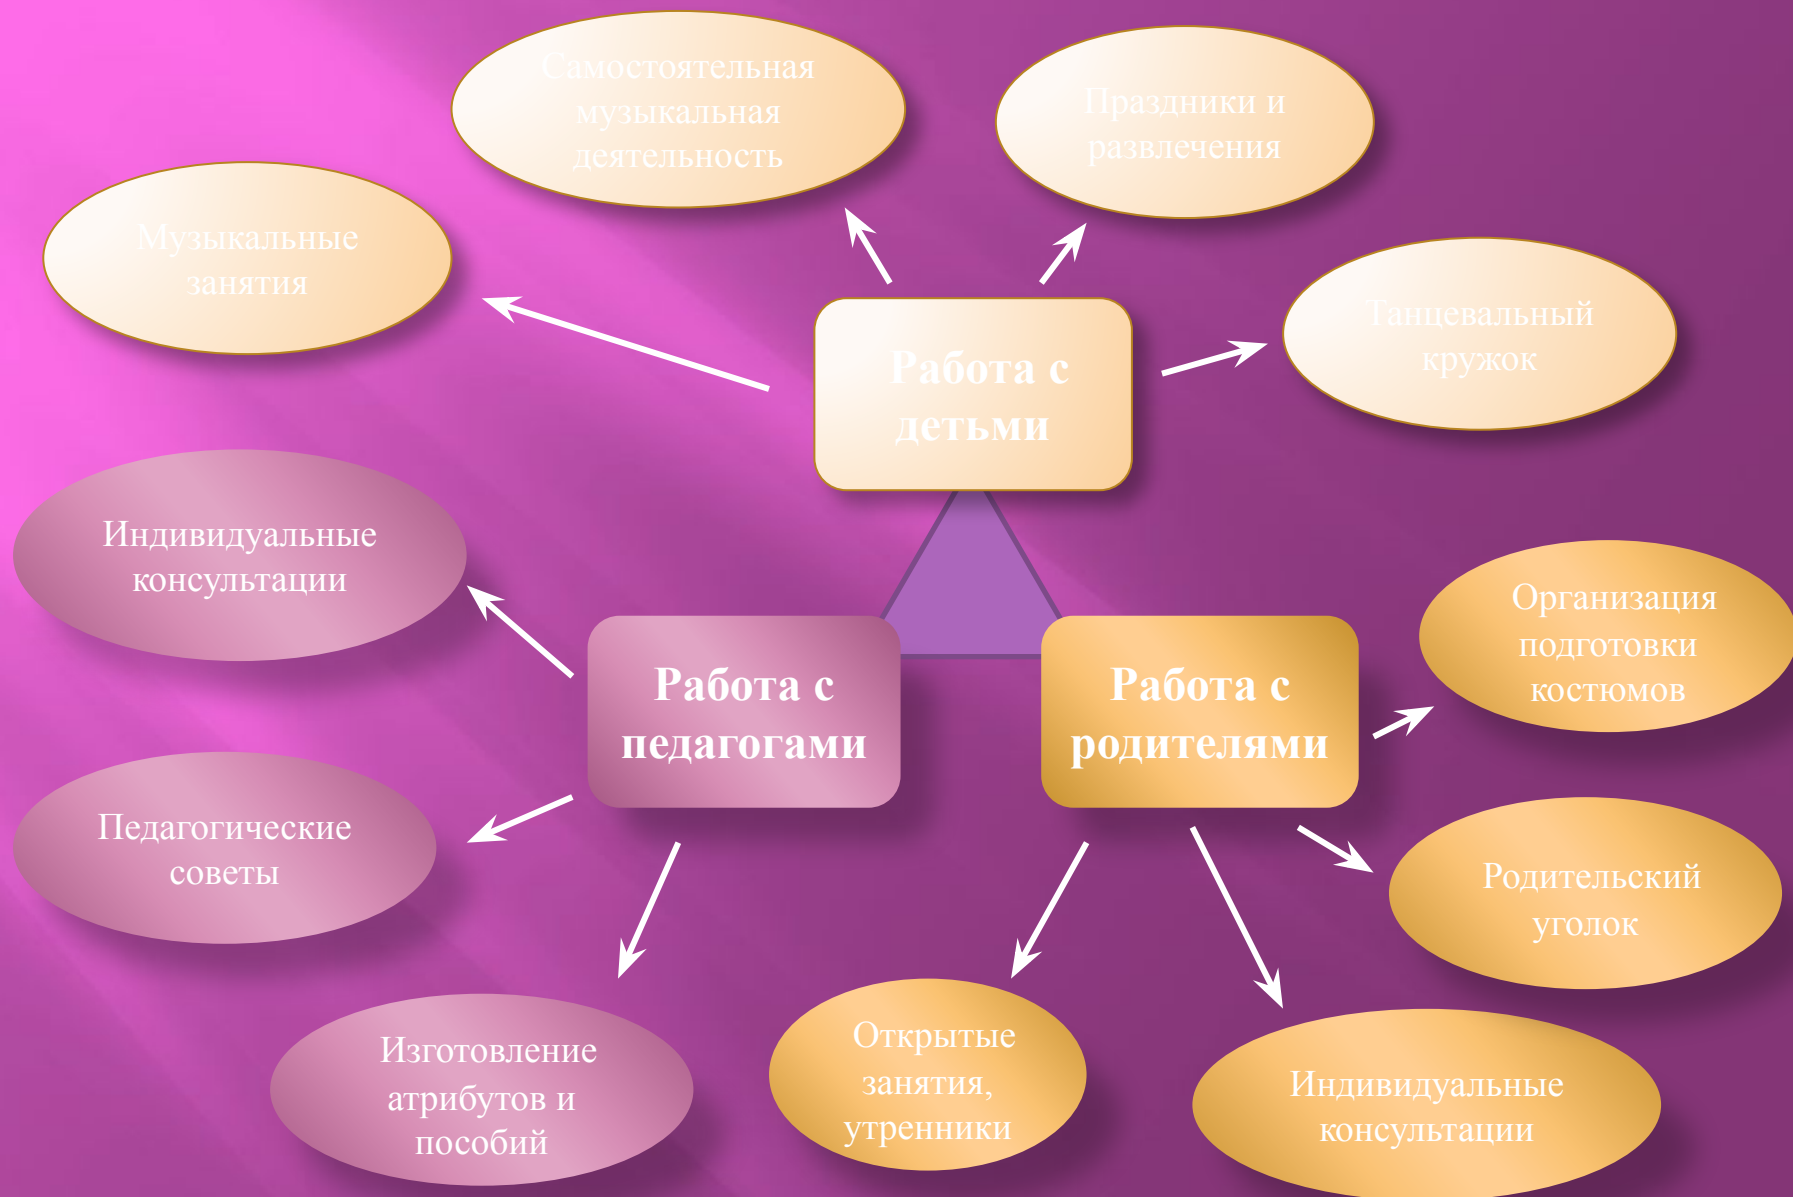 Самостоятельная
музыкальная
деятельность
Праздники и
развлечения
Музыкальные
занятия
Танцевальный
кружок
Работа с
детьми
Индивидуальные
консультации
Работа с
педагогами
Работа с
родителями
Организация
подготовки
костюмов
Педагогические
советы
Родительский
уголок
Изготовление
атрибутов и
пособий
Открытые
занятия,
утренники
Индивидуальные
консультации